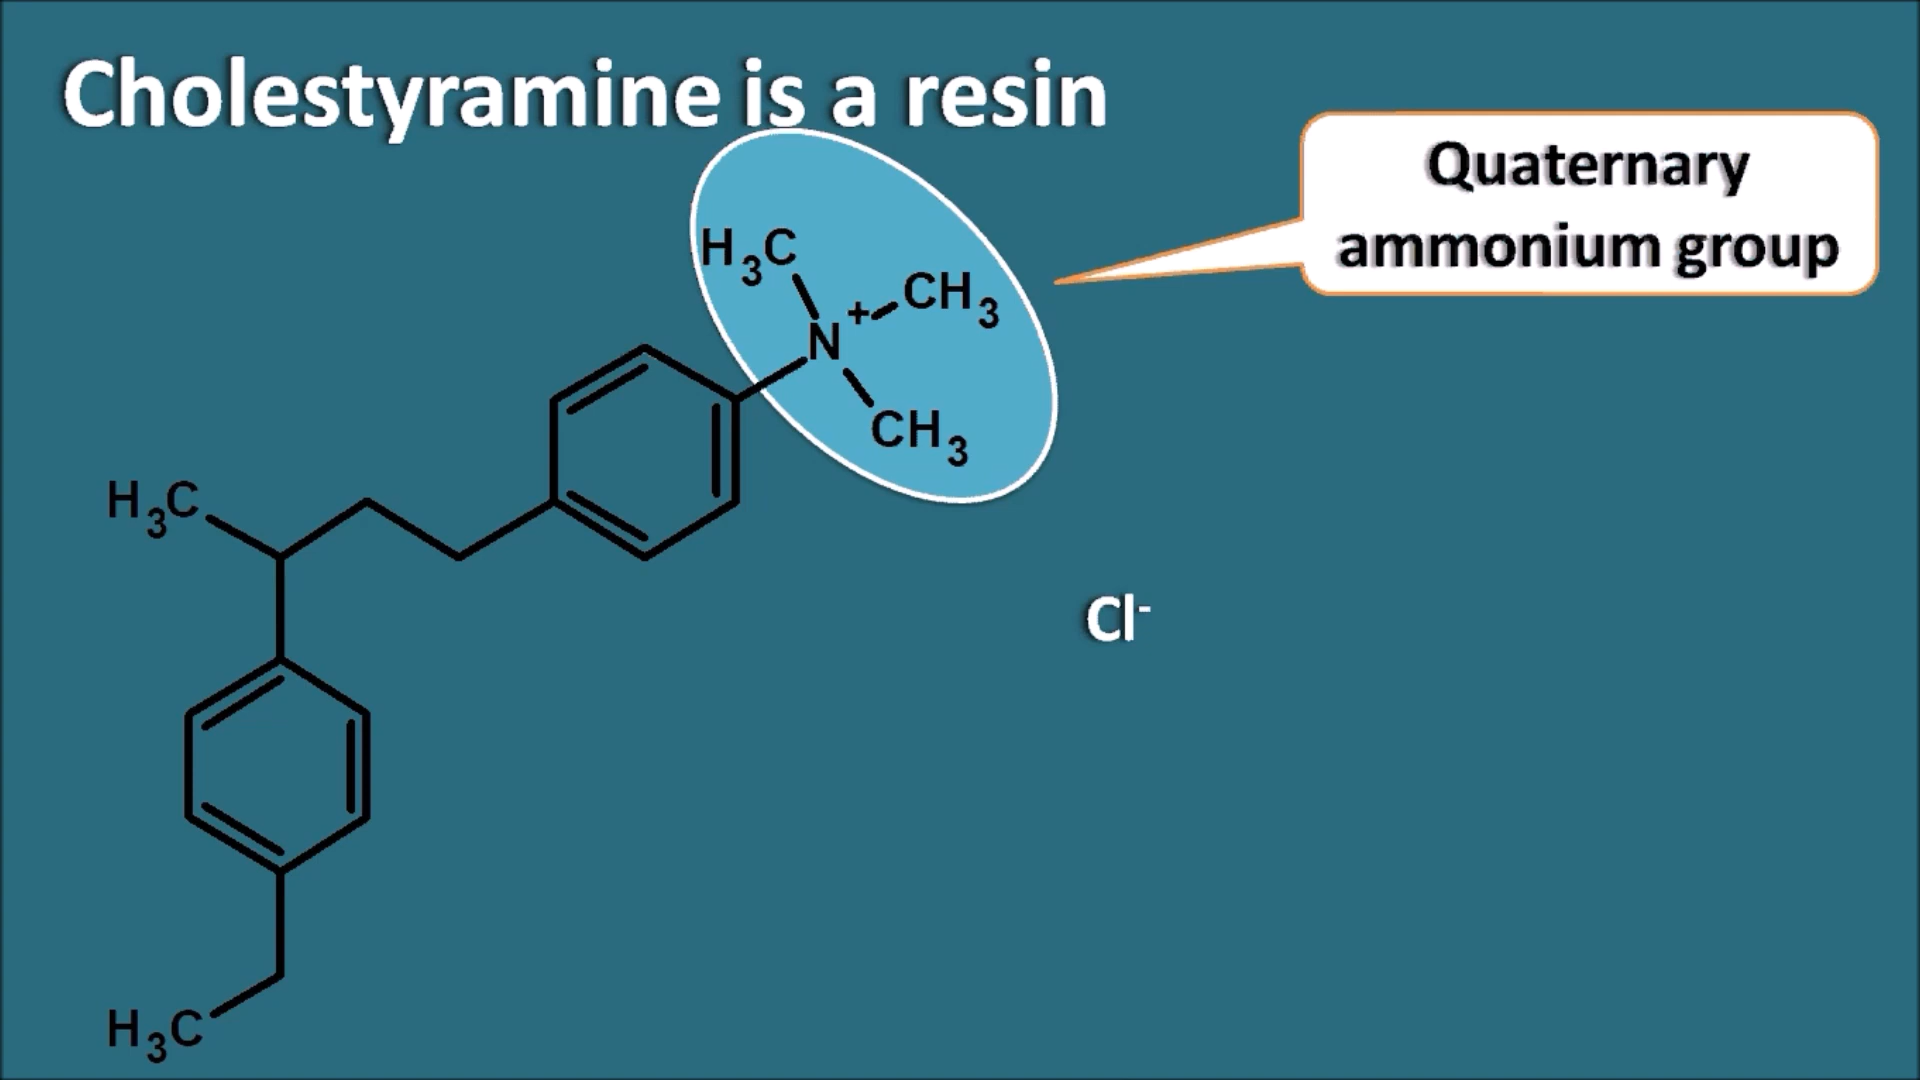 Cholestyramine is a resin
Quaternary
ammonium group
H₃C
CH₃
N⁺
CH₃
H₃C
Cl⁻
H₃C